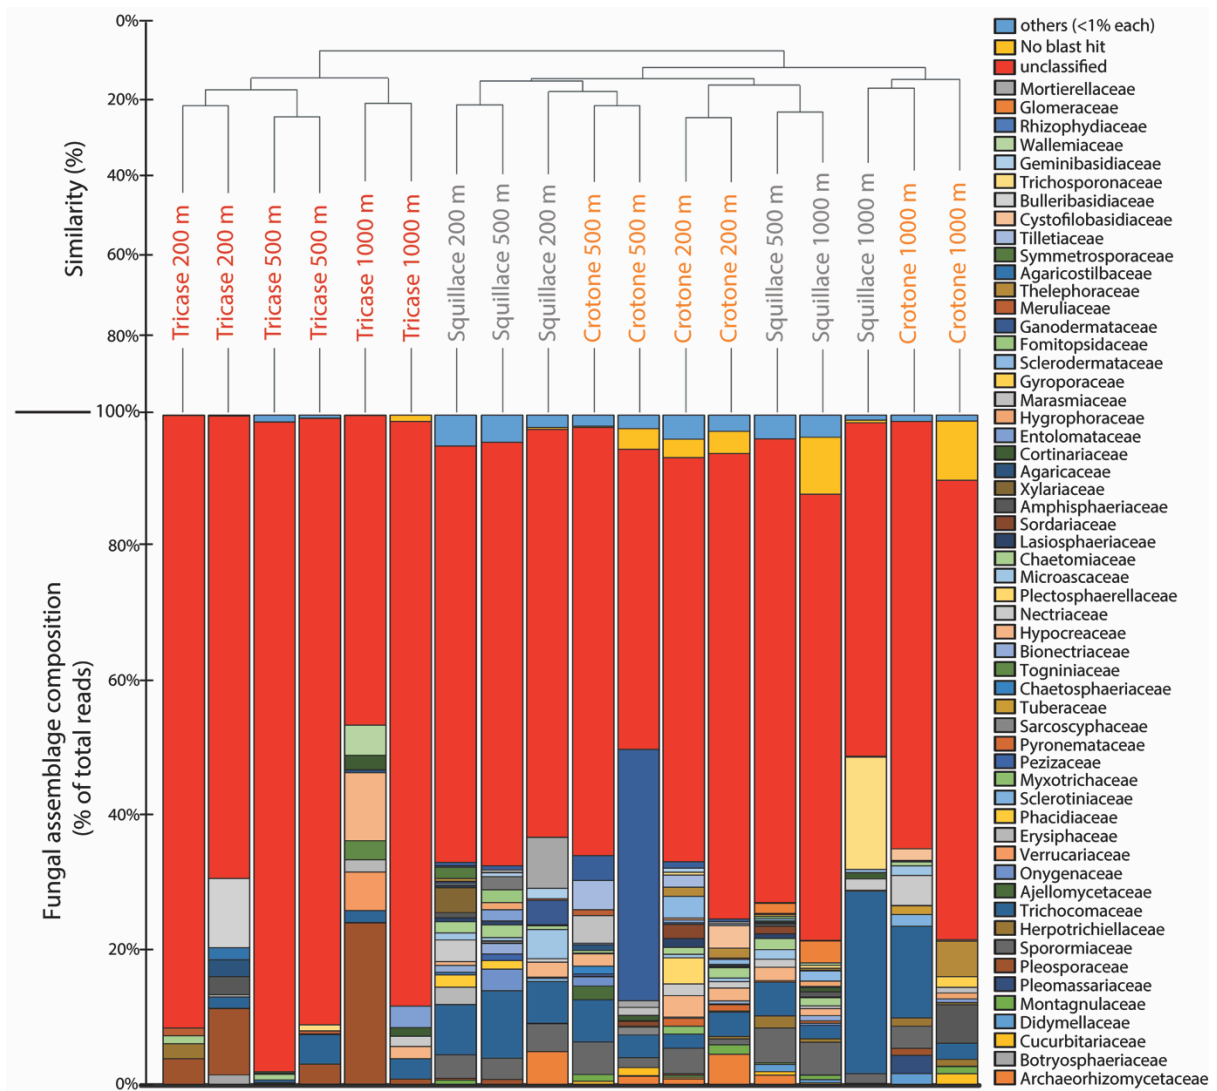 0%
20%
40%
60%
80%
100%
Similarity (%)
Tricase 200 m
Tricase 200 m
Tricase 500 m
Tricase 500 m
Tricase 1000 m
Tricase 1000 m
Squillace 200 m
Squillace 500 m
Squillace 200 m
Crotone 500 m
Crotone 500 m
Crotone 200 m
Crotone 200 m
Squillace 500 m
Squillace 1000 m
Squillace 1000 m
Crotone 1000 m
Crotone 1000 m
80%
60%
40%
20%
0%
Fungal assemblage composition
(% of total reads)
others (<1% each)
No blast hit
unclassified
Mortierellaceae
Glomeraceae
Rhizophydiaceae
Wallemiaceae
Geminibasidiaceae
Trichosporonaceae
Bulleribasidiaceae
Cystofilobasidiaceae
Tilletiaceae
Symmetrosporaceae
Agaricostilbaceae
Thelephoraceae
Meruliaceae
Ganodermataceae
Fomitopsidaceae
Sclerodermataceae
Gyroporaceae
Marasmiaceae
Hygrophoraceae
Entolomataceae
Cortinariaceae
Agaricaceae
Xylariaceae
Amphisphaeriaceae
Sordariaceae
Lasiosphaeriaceae
Chaetomiaceae
Microascaceae
Plectosphaerellaceae
Nectriaceae
Hypocreaceae
Bionectriaceae
Togniniaceae
Chaetosphaeriaceae
Tuberaceae
Sarcoscyphaceae
Pyronemataceae
Pezizaceae
Myxotrichaceae
Sclerotiniaceae
Phacidiaceae
Erysiphaceae
Verrucariaceae
Onygenaceae
Ajellomycetaceae
Trichocomaceae
Herpotrichiellaceae
Sporormiaceae
Pleosporaceae
Pleomassariaceae
Montagnulaceae
Didymellaceae
Cucurbitariaceae
Botryosphaeriaceae
Archaeorhizomycetaceae